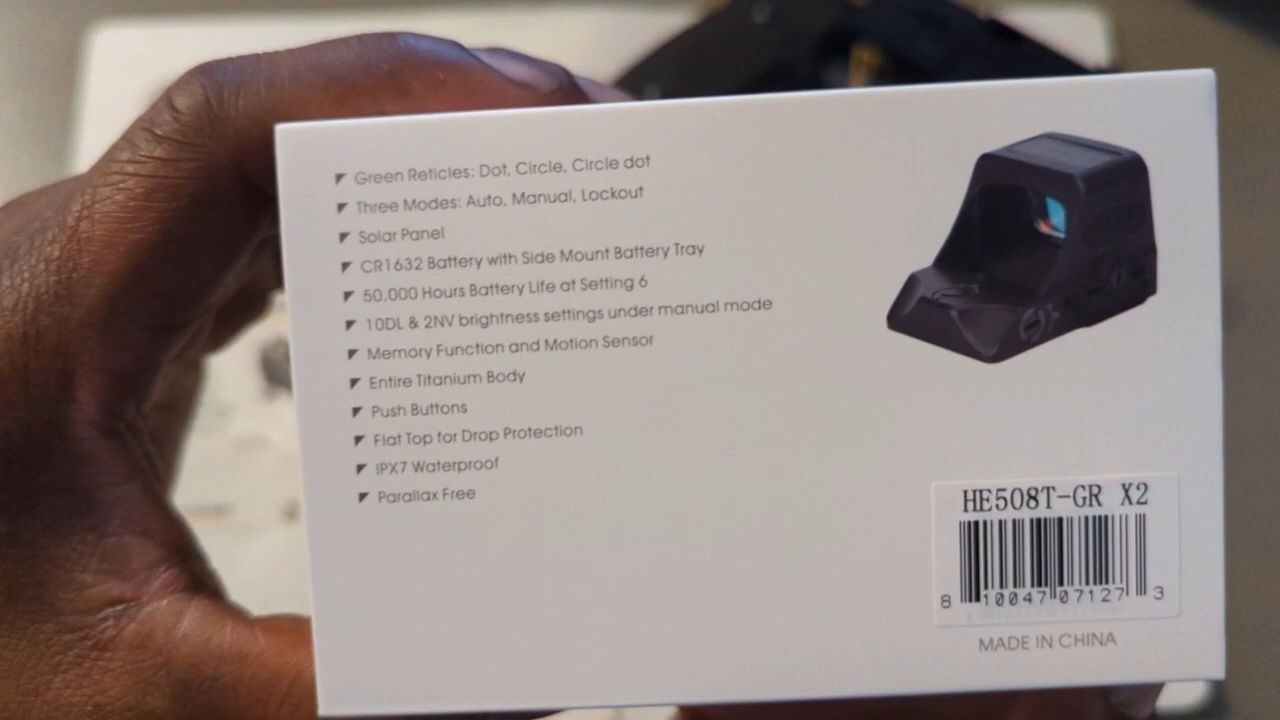 Green Reticles: Dot, Circle, Circle dot
Three Modes: Auto, Manual, Lockout
Solar Panel
CR1632 Battery with Side Mount Battery Tray
50,000 Hours Battery Life at Setting 6
10DL & 2NV brightness settings under manual mode
Memory Function and Motion Sensor
Entire Titanium Body
Push Buttons
Flat Top for Drop Protection
IPX7 Waterproof
Parallax Free
HE508T-GR X2
8 10047 07127 3
MADE IN CHINA